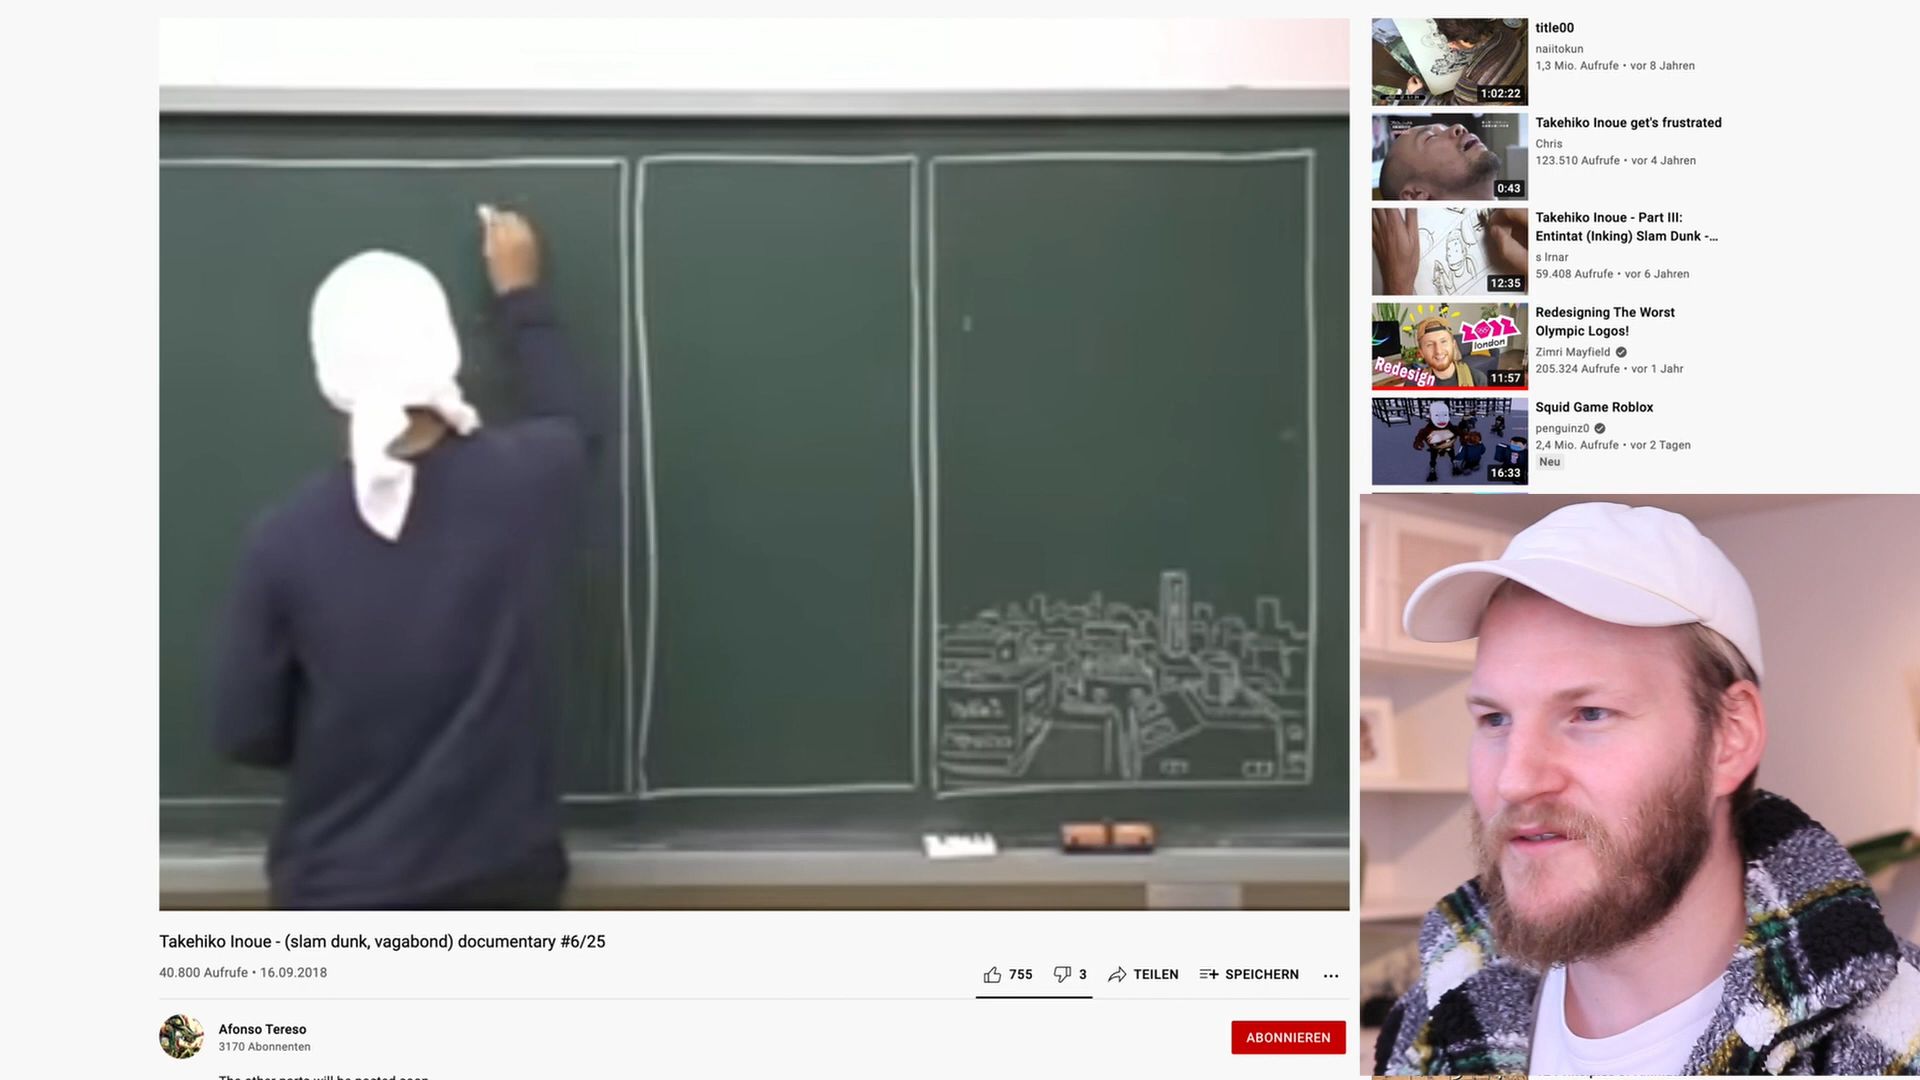 title00
naiitokun
1,3 Mio. Aufrufe • vor 8 Jahren
1:02:22
Takehiko Inoue get's frustrated
Chris
123.510 Aufrufe • vor 4 Jahren
0:43
Takehiko Inoue - Part III:
Entintat (Inking) Slam Dunk -...
s lrnar
59.408 Aufrufe • vor 6 Jahren
12:35
Redesigning The Worst
Olympic Logos!
Zimri Mayfield
205.324 Aufrufe • vor 1 Jahr
2012
london
Redesign
11:57
Squid Game Roblox
penguinz0
2,4 Mio. Aufrufe • vor 2 Tagen
Neu
16:33
Takehiko Inoue - (slam dunk, vagabond) documentary #6/25
40.800 Aufrufe • 16.09.2018
755
3
TEILEN
SPEICHERN
Afonso Tereso
3170 Abonnenten
ABONNIEREN